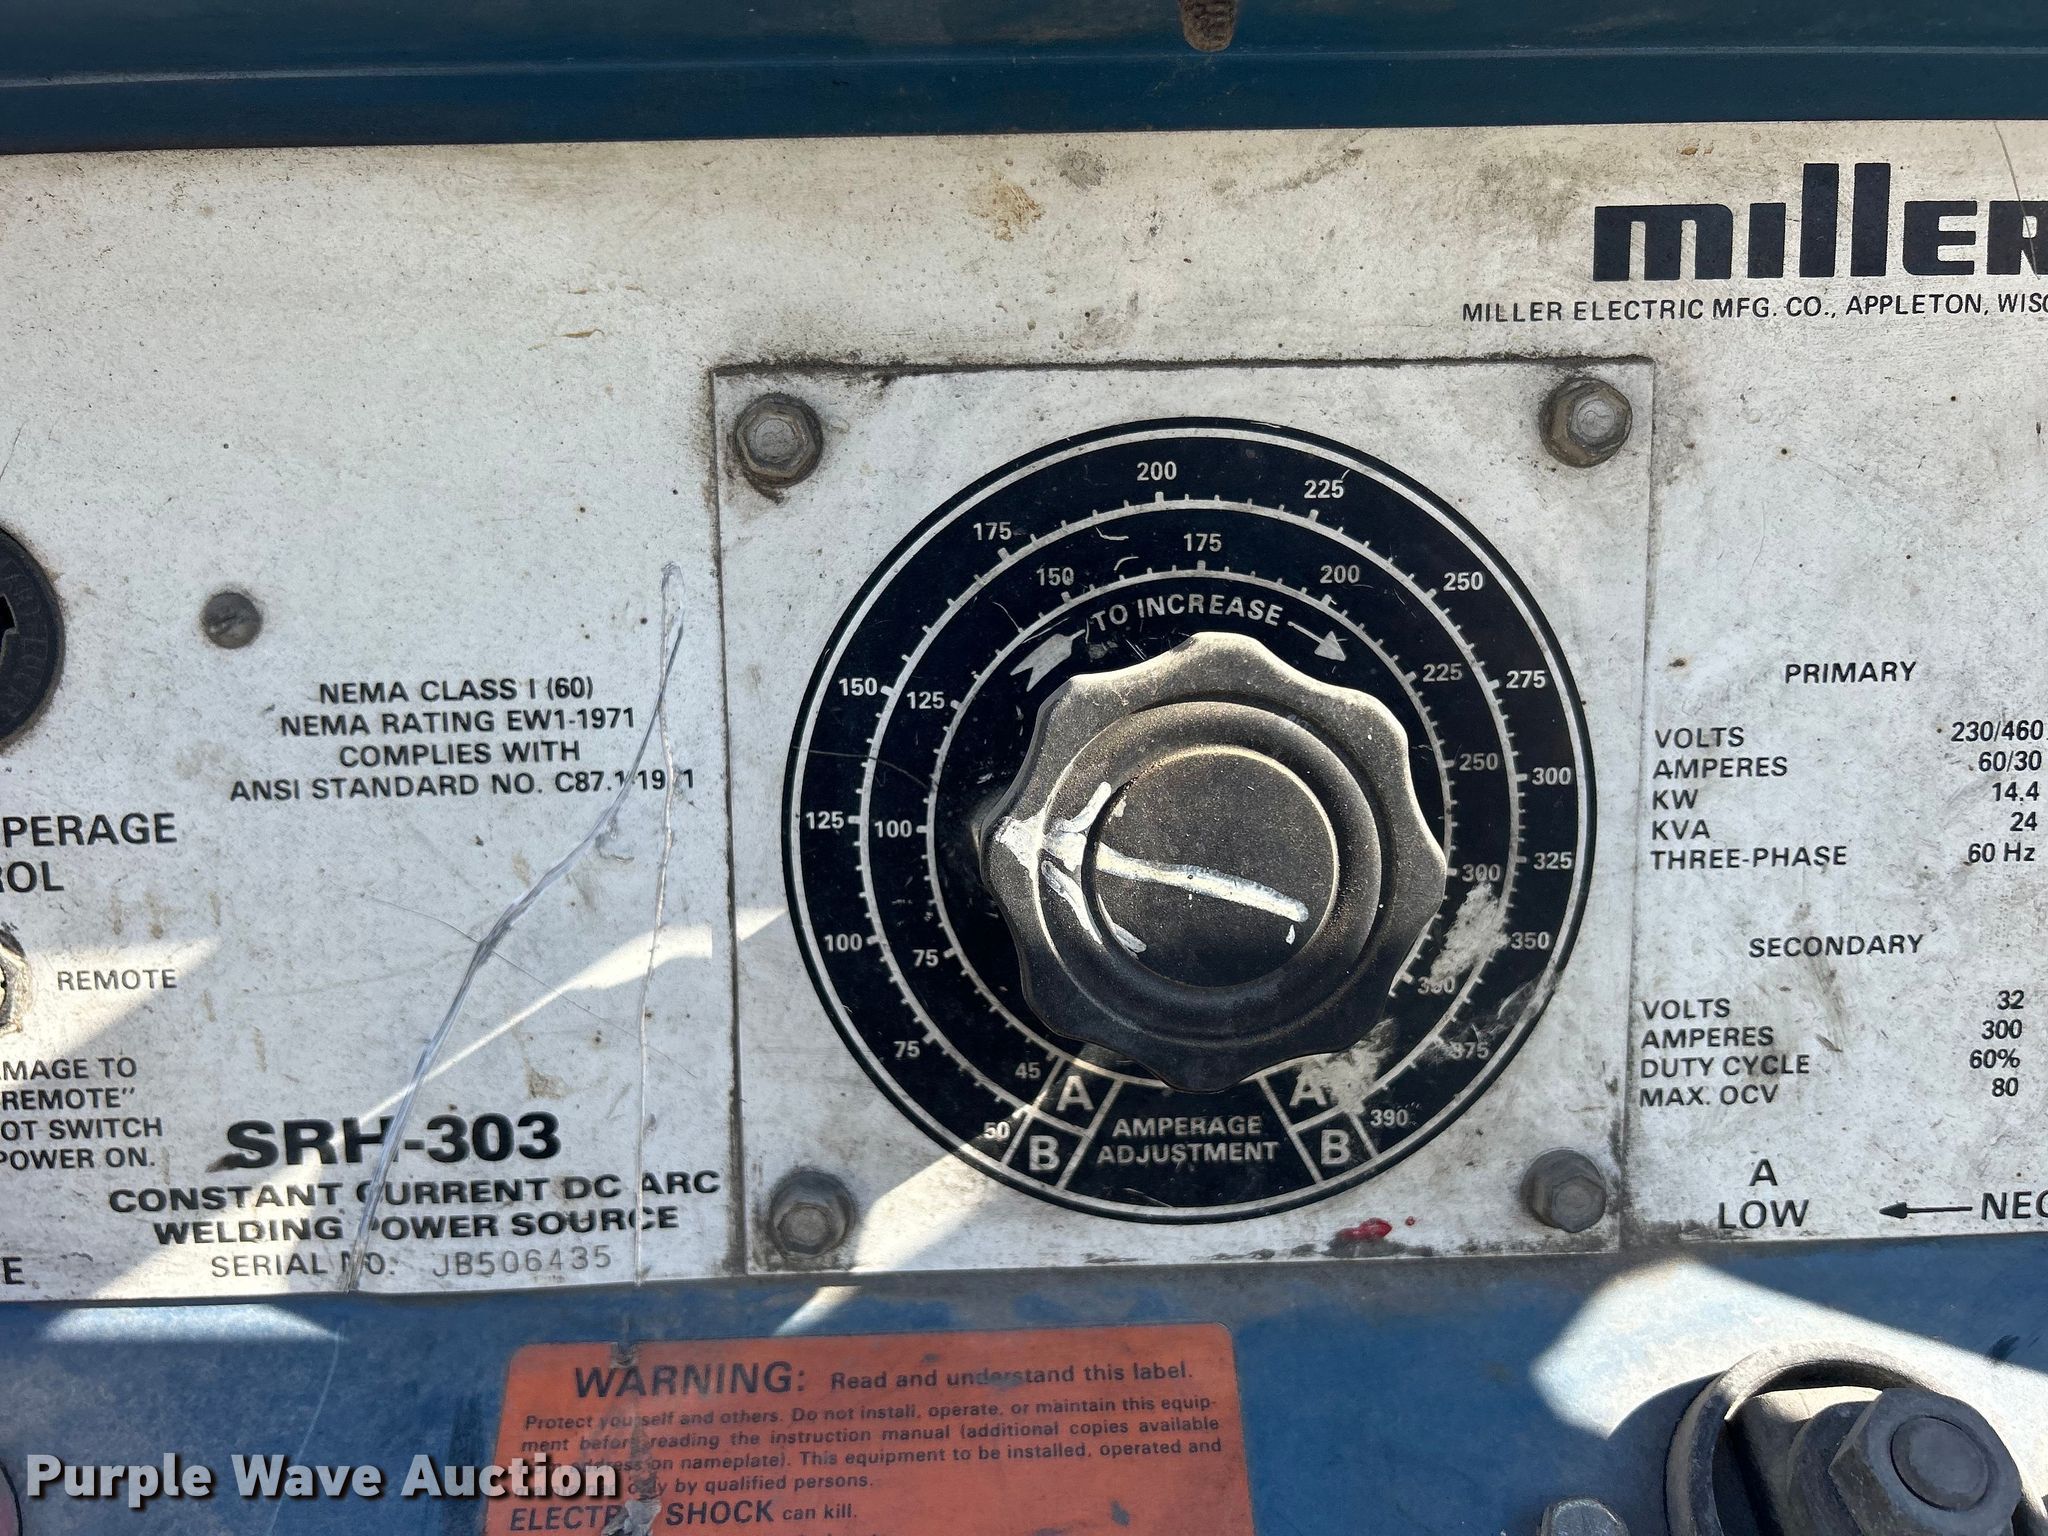 miller
MILLER ELECTRIC MFG. CO., APPLETON,
200
225
175
250
150
275
125
300
100
325
75
350
50
375
390
175
150
200
125
225
100
250
75
300
45
TO INCREASE
A
B
A
B
AMPERAGE
ADJUSTMENT
NEMA CLASS I (60)
NEMA RATING EW1-1971
COMPLIES WITH
ANSI STANDARD NO. C87.1-1971
PERAGE
ROL
REMOTE
AMAGE TO
REMOTE"
OT SWITCH
POWER ON.
E
SRH-303
CONSTANT CURRENT DC ARC
WELDING POWER SOURCE
SERIAL NO: JB506435
PRIMARY
VOLTS 230/460
AMPERES 60/30
KW 14.4
KVA 24
THREE-PHASE 60 Hz
SECONDARY
VOLTS 32
AMPERES 300
DUTY CYCLE 60%
MAX. OCV 80
A
LOW
WARNING: Read and understand this label.
Protect yourself and others. Do not install, operate, or maintain this equip-
ment before reading the instruction manual (additional copies available
address on nameplate). This equipment to be installed, operated and
only by qualified persons.
ELECTRIC SHOCK can kill.
Purple Wave Auction